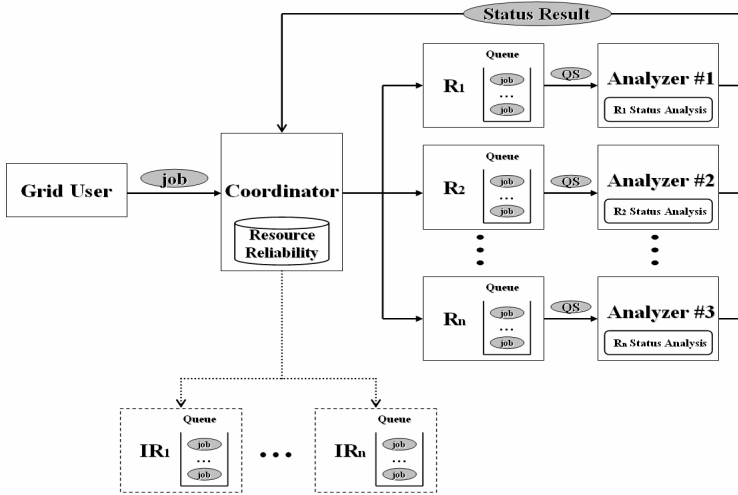 Status Result
Queue
R1
job
...
job
QS
Analyzer #1
R1 Status Analysis
Grid User
job
Coordinator
Resource
Reliability
Queue
R2
job
...
job
QS
Analyzer #2
R2 Status Analysis
Queue
Rn
job
...
job
QS
Analyzer #3
Rn Status Analysis
Queue
IR1
job
...
job
...
Queue
IRn
job
...
job